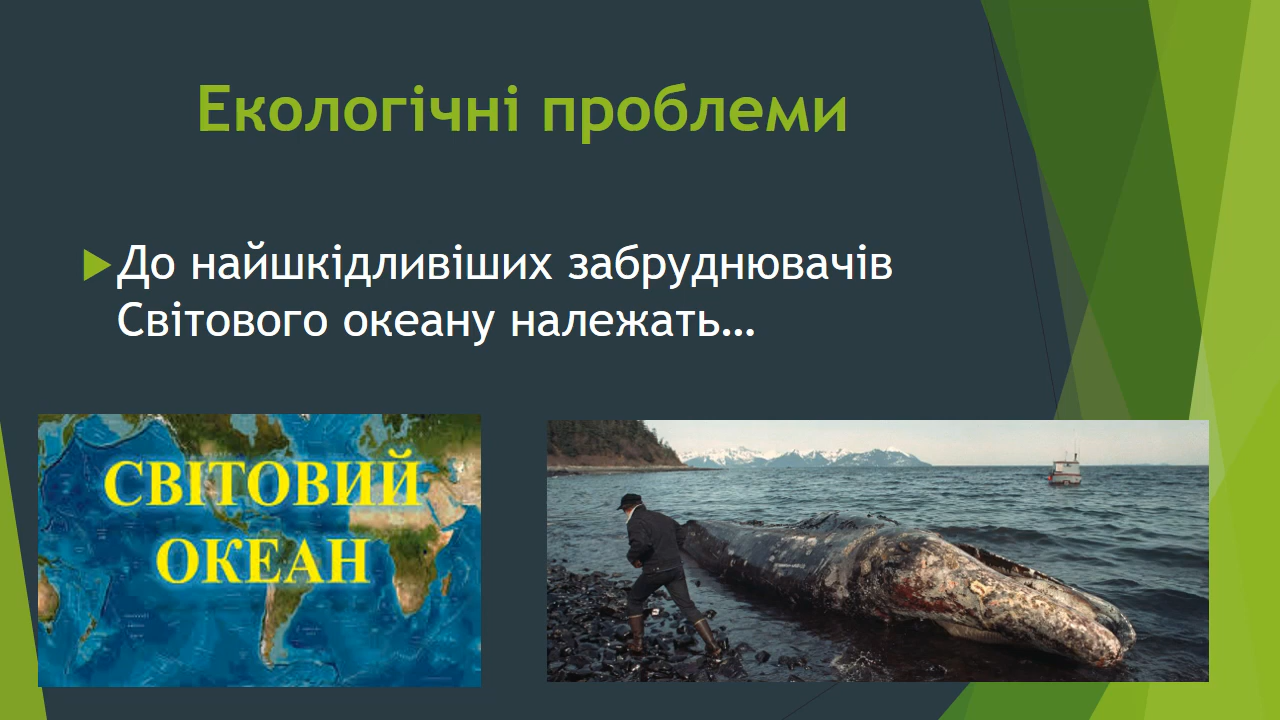 Екологічні проблеми
До найшкідливіших забруднювачів
Світового океану належать…
СВІТОВИЙ
ОКЕАН